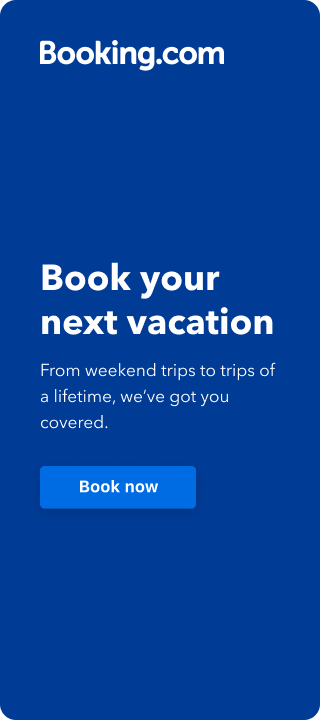 Booking.com
Book your
next vacation
From weekend trips to trips of
a lifetime, we’ve got you
covered.
Book now